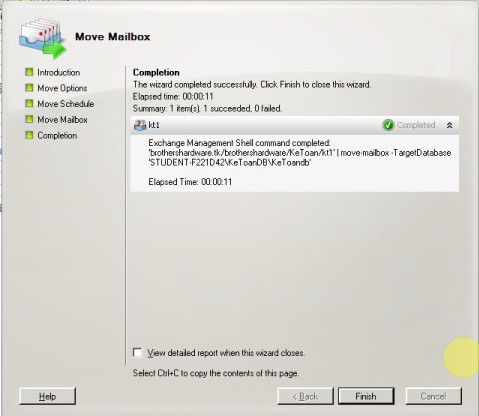 Move Mailbox
Introduction
Move Options
Move Schedule
Move Mailbox
Completion
Completion
The wizard completed successfully. Click Finish to close this wizard.
Elapsed time: 00:00:11
Summary: 1 item(s). 1 succeeded, 0 failed.
kt1
Completed
Exchange Management Shell command completed:
'brothershardware.tk/brothershardware/KeToan/kt1' | move-mailbox -TargetDatabase
'STUDENT-F221D42\KeToanDB\KeToandb'
Elapsed Time: 00:00:11
View detailed report when this wizard closes.
Select Ctrl+C to copy the contents of this page.
Help
< Back
Finish
Cancel